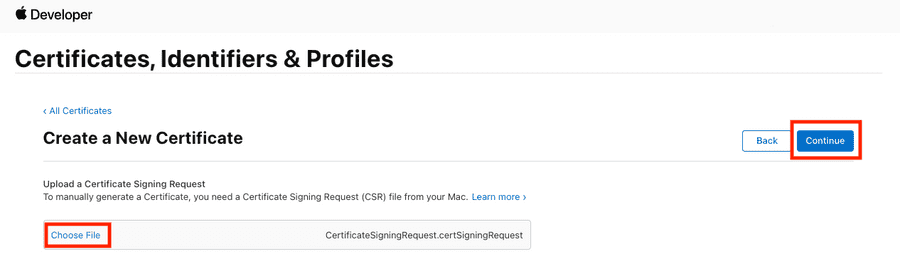 Developer
Certificates, Identifiers & Profiles
‹ All Certificates
Create a New Certificate
Back
Continue
Upload a Certificate Signing Request
To manually generate a Certificate, you need a Certificate Signing Request (CSR) file from your Mac. Learn more ›
Choose File
CertificateSigningRequest.certSigningRequest